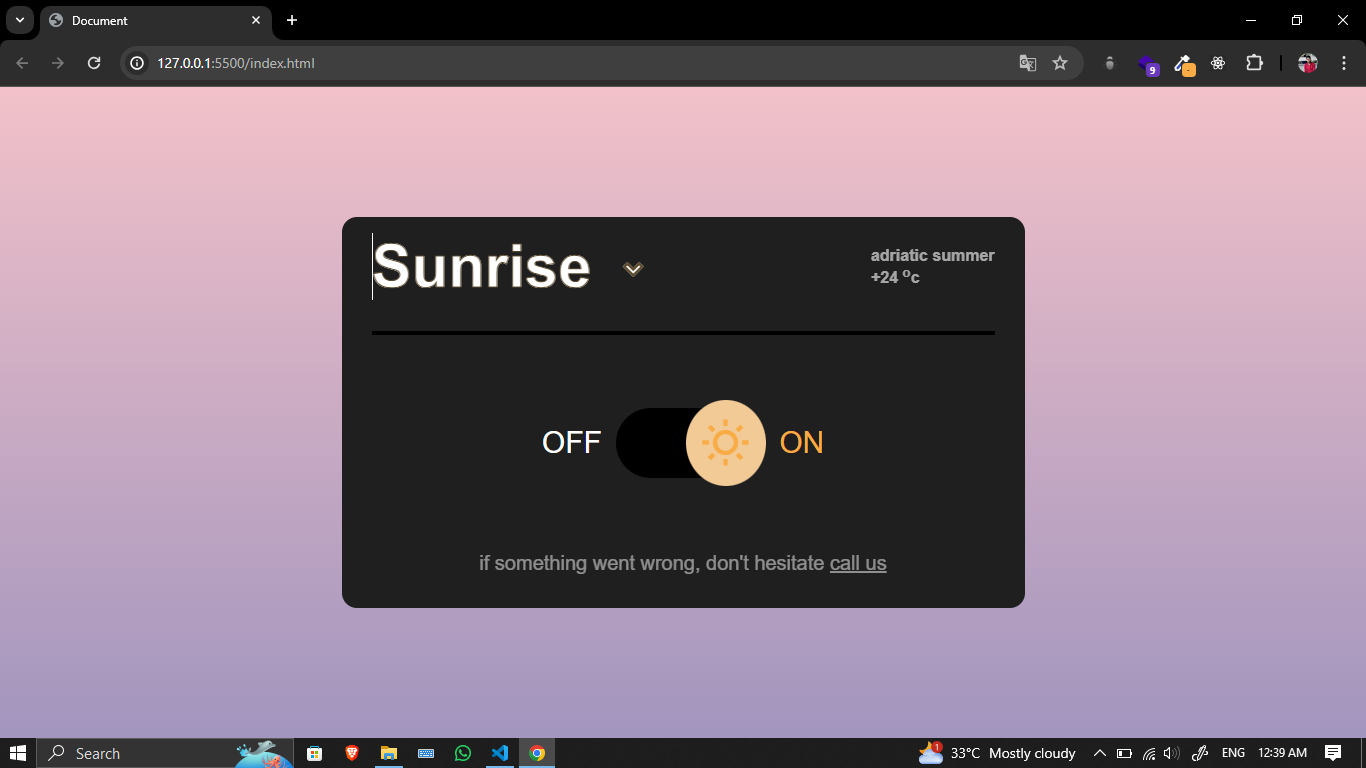 Document
127.0.0.1:5500/index.html
9
Sunrise
adriatic summer
+24 °c
OFF
ON
if something went wrong, don't hesitate call us
Search
1
33°C Mostly cloudy
ENG
12:39 AM